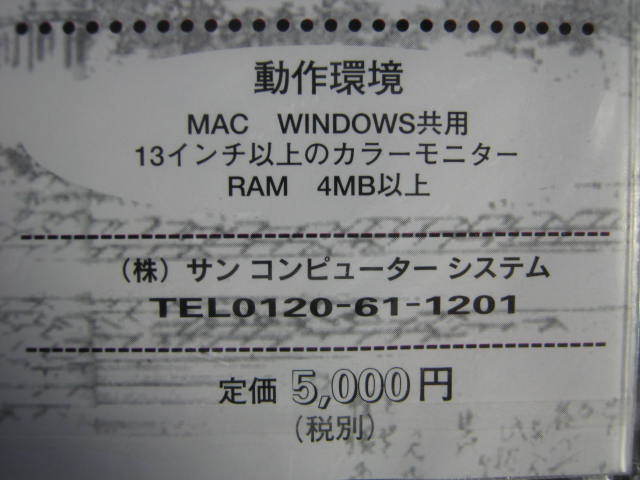 動作環境
MAC　WINDOWS共用
13インチ以上のカラーモニター
RAM　4MB以上
(株) サン コンピューター システム
TEL0120-61-1201
定価 5,000円
(税別)